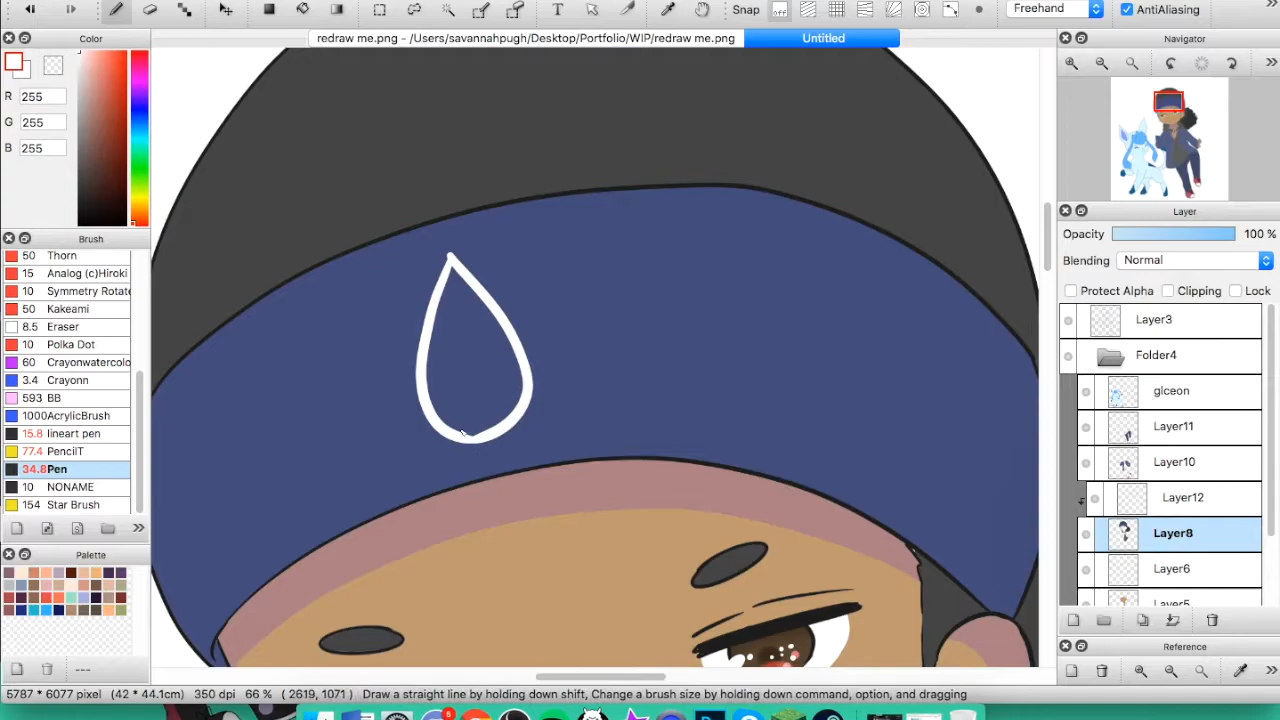 Snap off Freehand AntiAliasing
Color
redraw me.png - /Users/savannahpugh/Desktop/Portfolio/WIP/redraw me.png
Untitled
Navigator
R 255
G 255
B 255
Brush
50 Thorn
15 Analog (c)Hiroki
10 Symmetry Rotate
50 Kakeami
8.5 Eraser
10 Polka Dot
60 Crayonwatercolo
3.4 Crayonn
593 BB
1000AcrylicBrush
15.8 lineart pen
77.4 PencilT
34.8Pen
10 NONAME
154 Star Brush
Palette
Layer
Opacity 100 %
Blending Normal
Protect Alpha Clipping Lock
Layer3
Folder4
glceon
Layer11
Layer10
Layer12
Layer8
Layer6
Layer5
Reference
5787 * 6077 pixel (42 * 44.1cm) 350 dpi 66 % ( 2619, 1071 ) Draw a straight line by holding down shift, Change a brush size by holding down command, option, and dragging